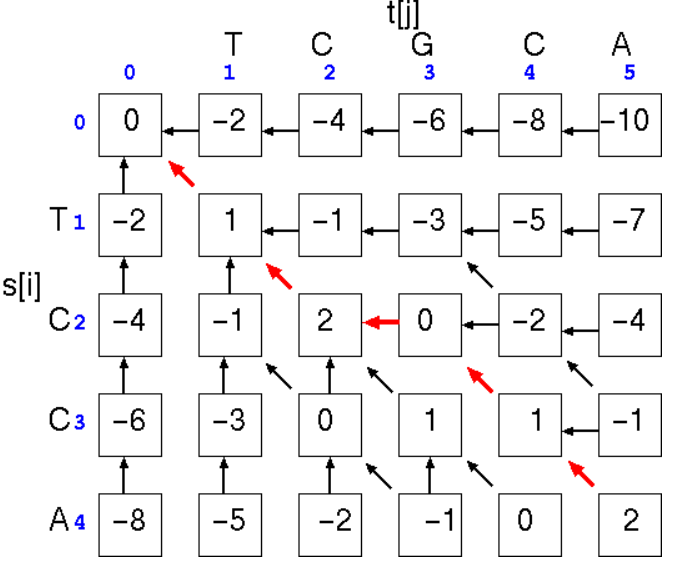 t[j]
T C G C A
0 1 2 3 4 5
0 0 −2 −4 −6 −8 −10
T 1 −2 1 −1 −3 −5 −7
s[i]
C 2 −4 −1 2 0 −2 −4
C 3 −6 −3 0 1 1 −1
A 4 −8 −5 −2 −1 0 2